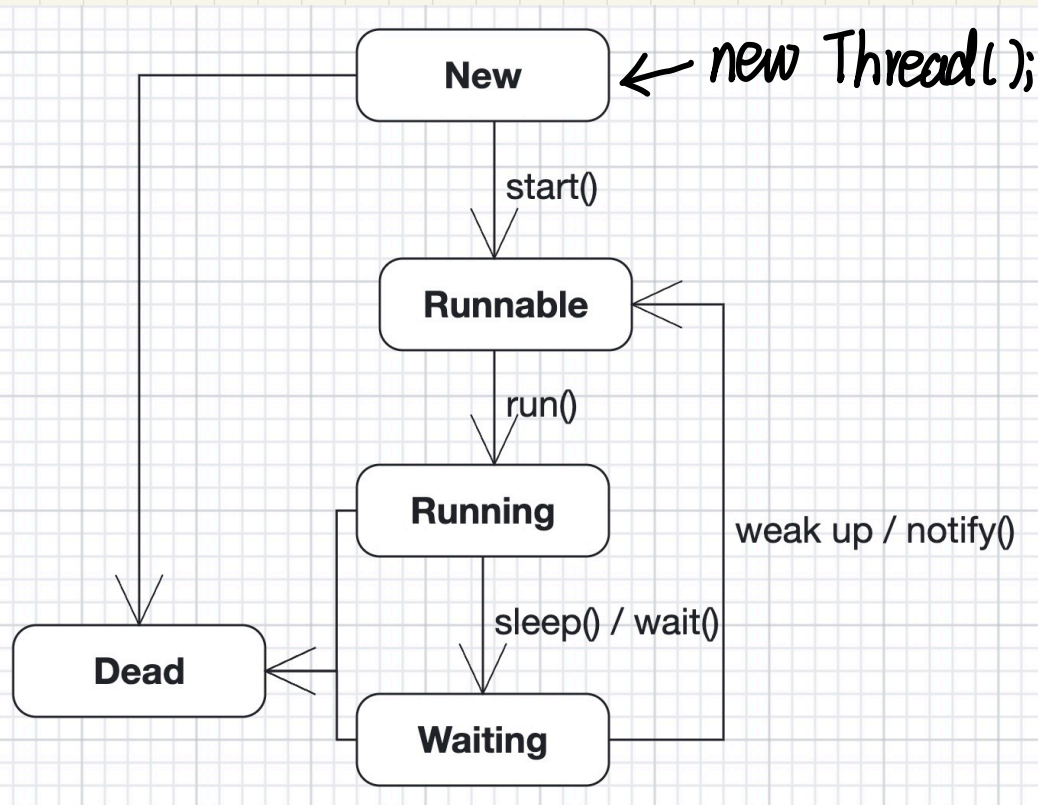 New
new Thread();
start()
Runnable
run()
Running
weak up / notify()
sleep() / wait()
Dead
Waiting